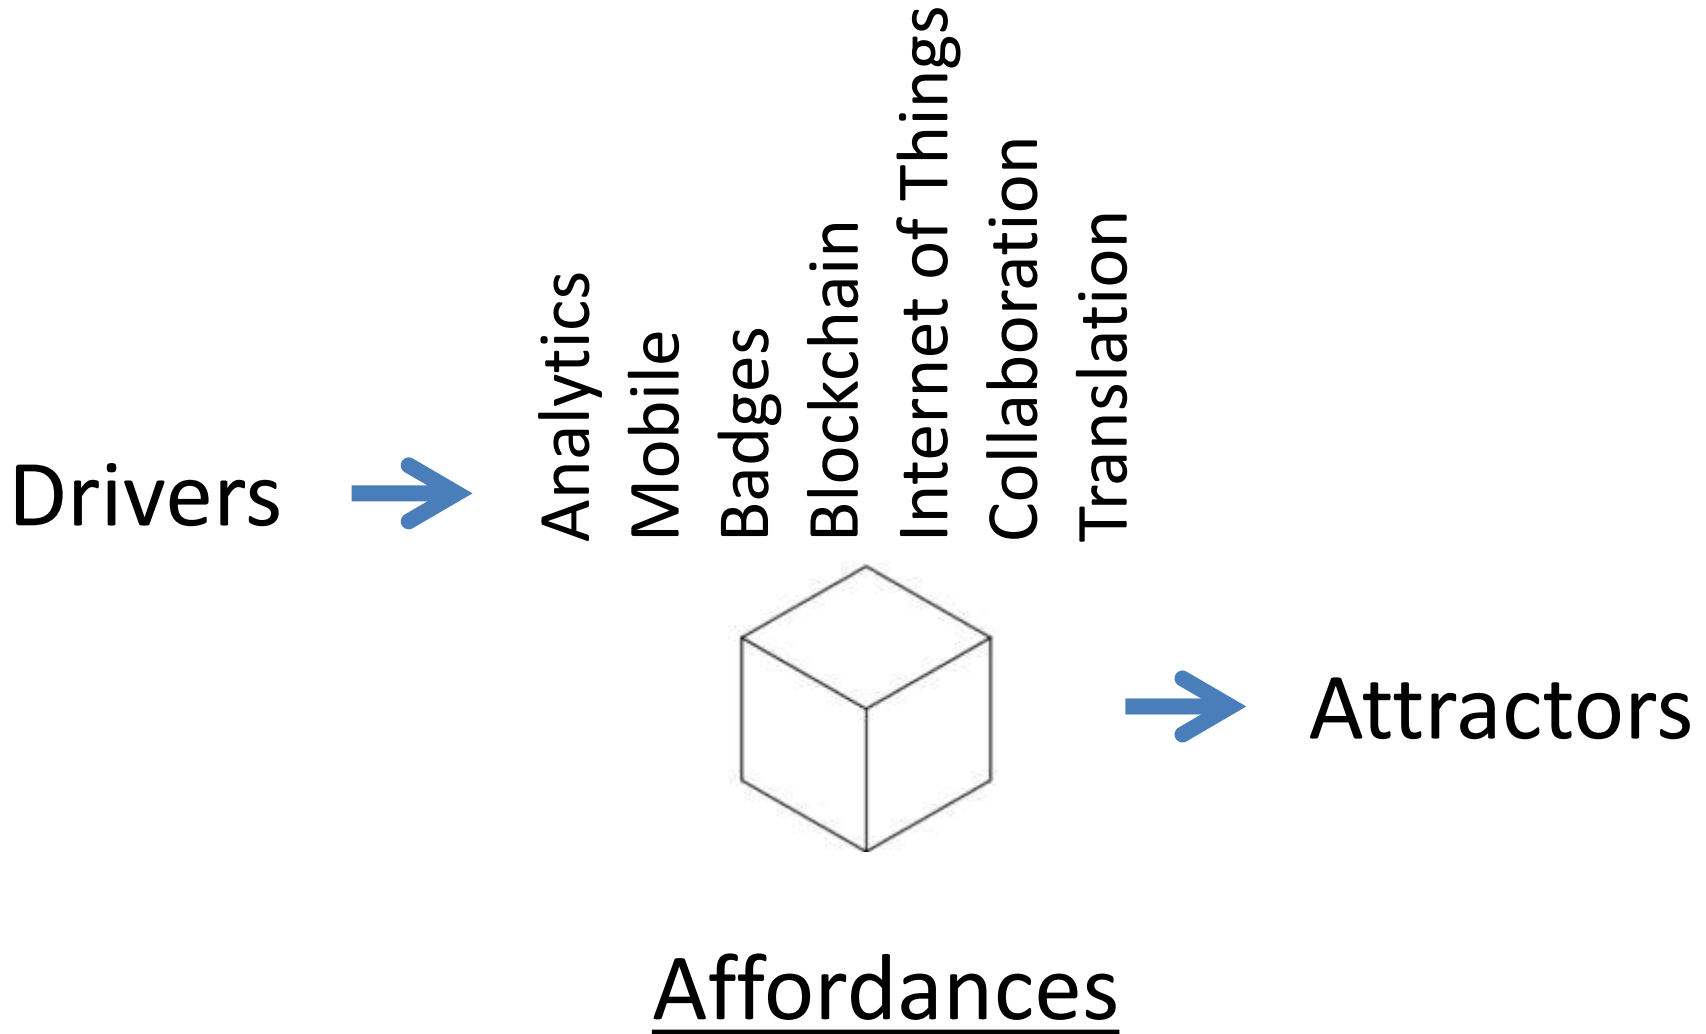 Drivers
Analytics
Mobile
Badges
Blockchain
Internet of Things
Collaboration
Translation
Attractors
Affordances